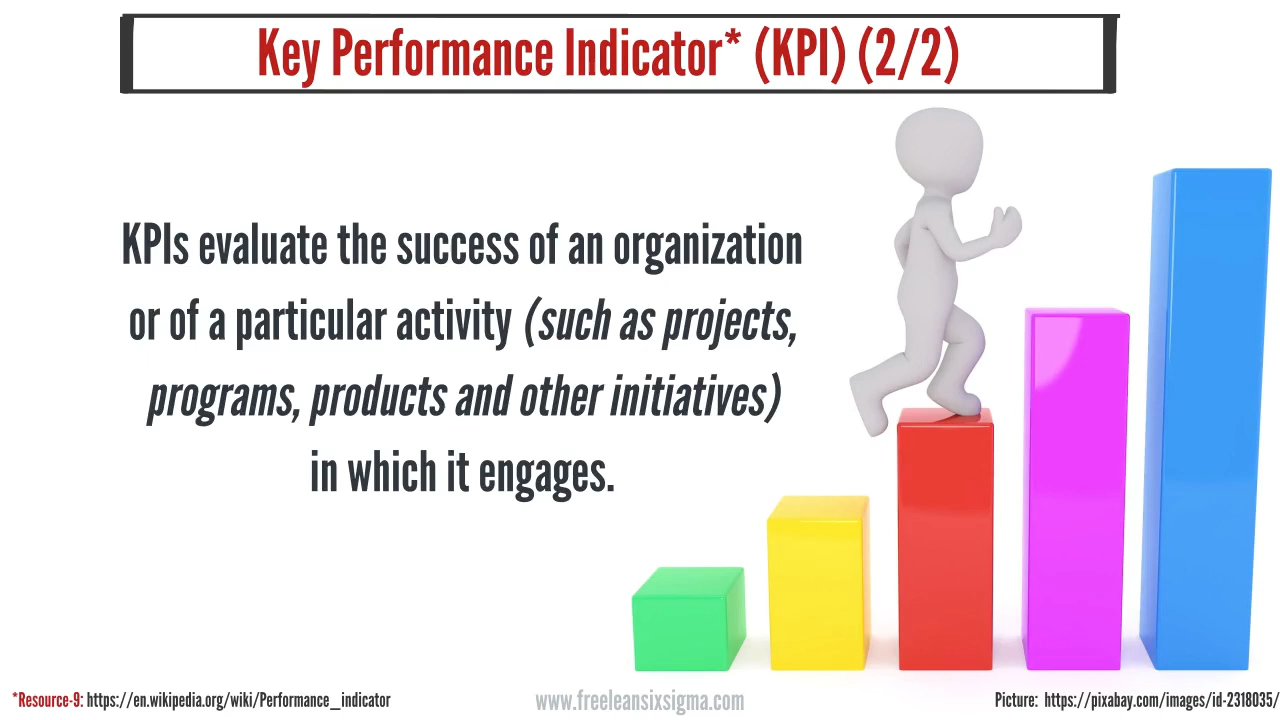 Key Performance Indicator* (KPI) (2/2)
KPIs evaluate the success of an organization
or of a particular activity (such as projects,
programs, products and other initiatives)
in which it engages.
*Resource-9: https://en.wikipedia.org/wiki/Performance_indicator
www.freeleansixsigma.com
Picture: https://pixabay.com/images/id-2318035/